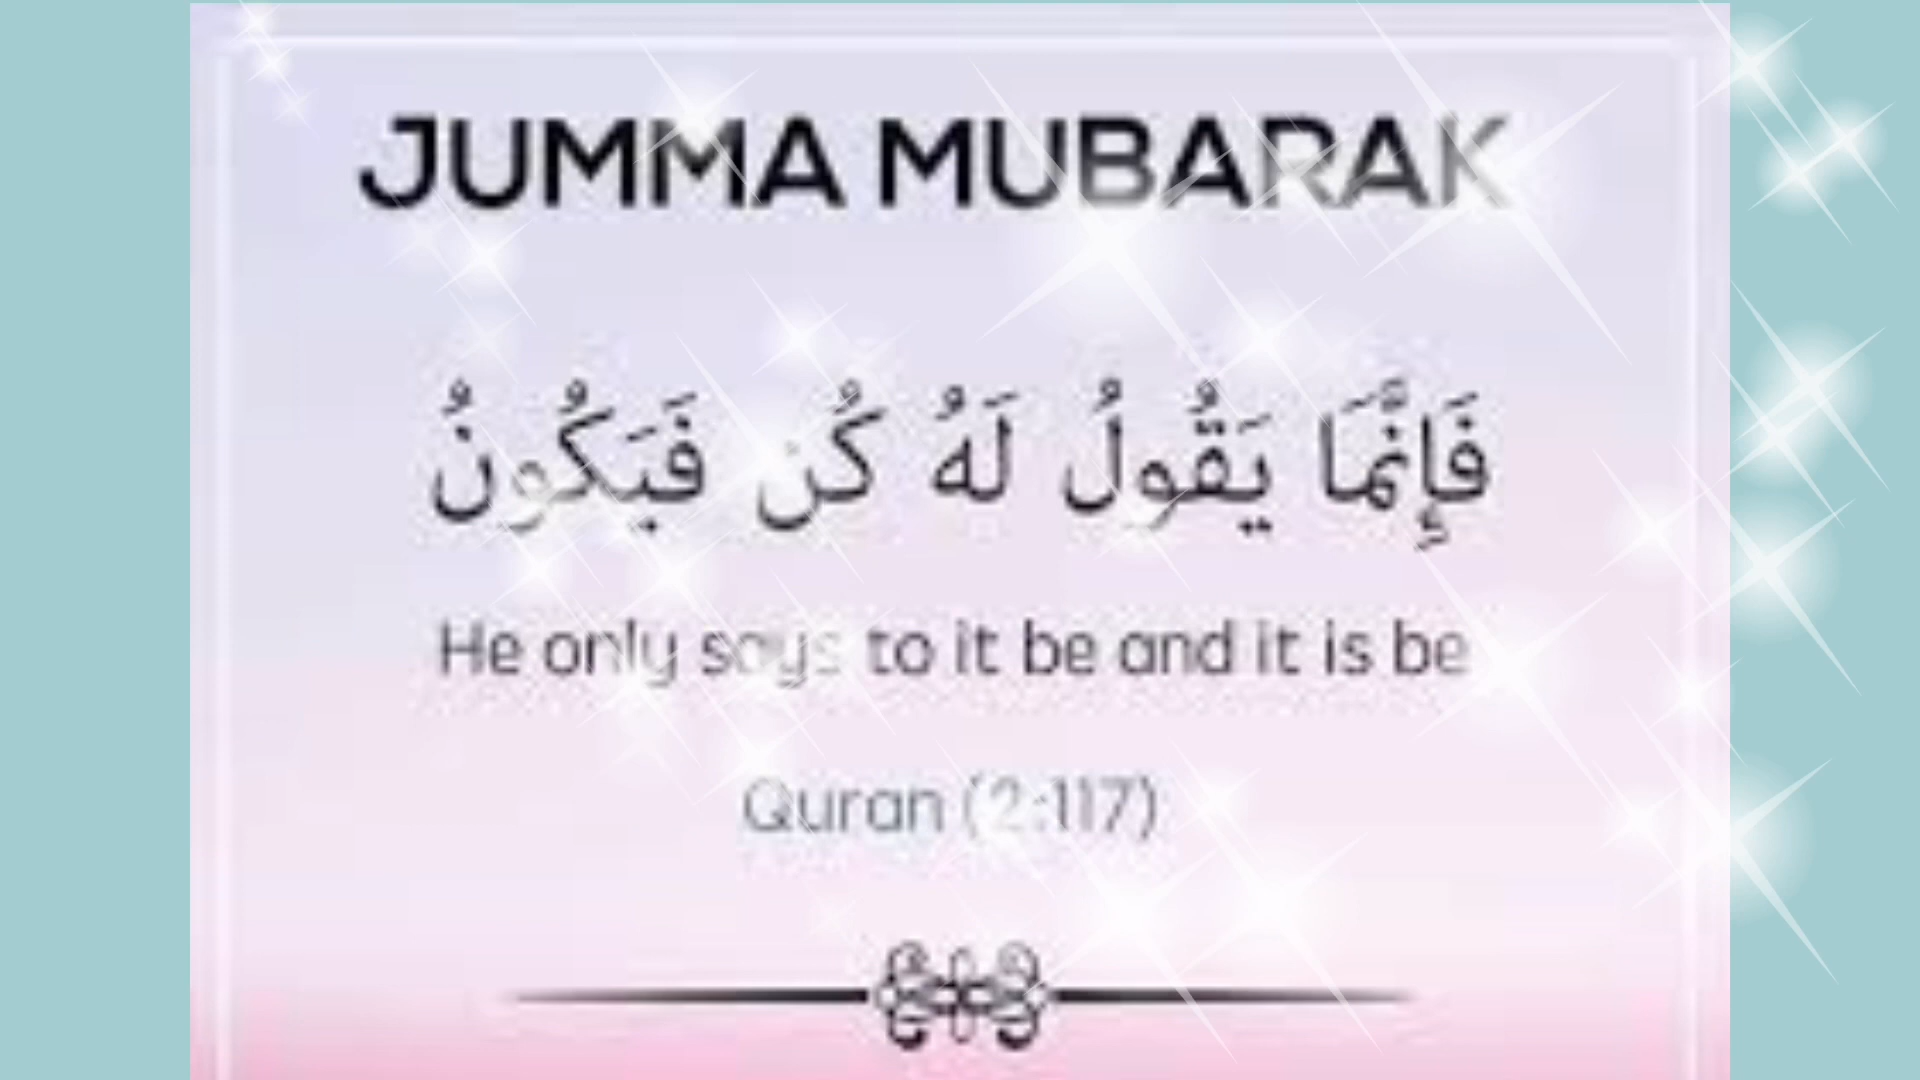 JUMMA MUBARAK
فَإِنَّمَا يَقُولُ لَهُ كُن فَيَكُونُ
He only says to it be and it is be
Quran (2:117)